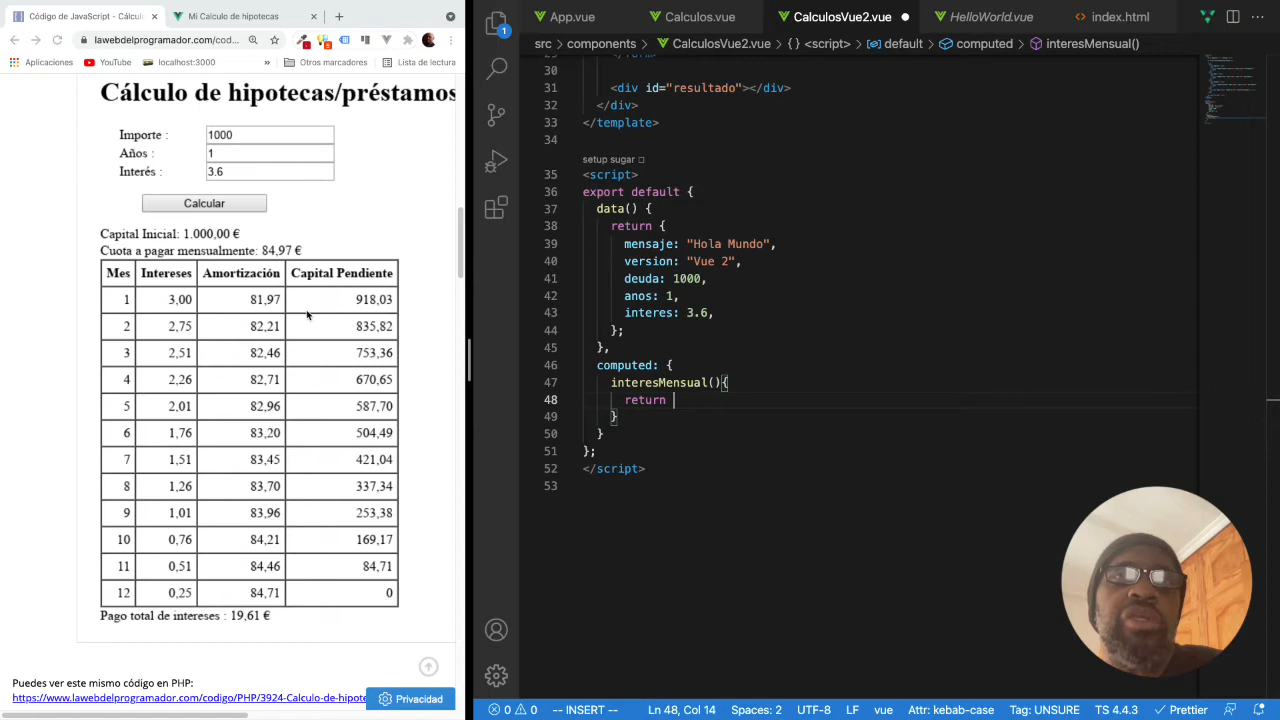 Código de JavaScript - Cálculo d
Mi Calculo de hipotecas
lawebdelprogramador.com/cod...
Aplicaciones
YouTube
localhost:3000
»
Otros marcadores
Lista de lectura
Cálculo de hipotecas/préstamos
Importe : 1000
Años : 1
Interés : 3.6
Calcular
Capital Inicial: 1.000,00 €
Cuota a pagar mensualmente: 84,97 €
Mes Intereses Amortización Capital Pendiente
1 3,00 81,97 918,03
2 2,75 82,21 835,82
3 2,51 82,46 753,36
4 2,26 82,71 670,65
5 2,01 82,96 587,70
6 1,76 83,20 504,49
7 1,51 83,45 421,04
8 1,26 83,70 337,34
9 1,01 83,96 253,38
10 0,76 84,21 169,17
11 0,51 84,46 84,71
12 0,25 84,71 0
Pago total de intereses : 19,61 €
Puedes ver este mismo código en PHP:
https://www.lawebdelprogramador.com/codigo/PHP/3924-Calculo-de-hipote
Privacidad
1
App.vue
Calculos.vue
CalculosVue2.vue
HelloWorld.vue
index.html
src > components > CalculosVue2.vue > {} <script> > default > computed > interesMensual()
30
31 <div id="resultado"></div>
32 </div>
33 </template>
34
setup sugar
35 <script>
36 export default {
37 data() {
38 return {
39 mensaje: "Hola Mundo",
40 version: "Vue 2",
41 deuda: 1000,
42 anos: 1,
43 interes: 3.6,
44 };
45 },
46 computed: {
47 interesMensual(){
48 return
49 }
50 }
51 };
52 </script>
53
0 0 -- INSERT -- Ln 48, Col 14 Spaces: 2 UTF-8 LF vue Attr: kebab-case Tag: UNSURE TS 4.4.3 Prettier